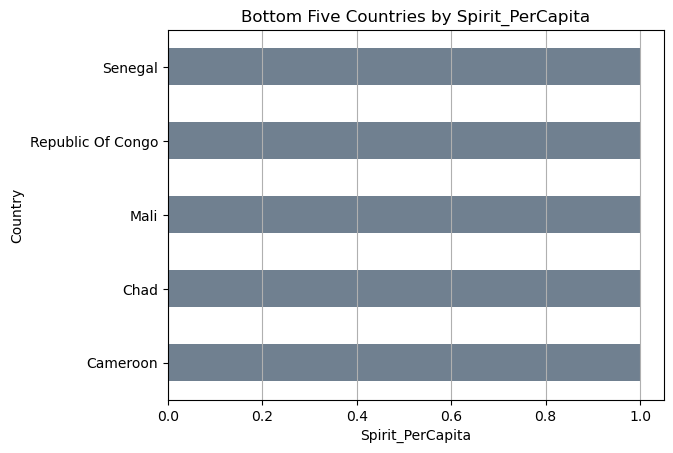 Bottom Five Countries by Spirit_PerCapita
Senegal
Republic Of Congo
Mali
Chad
Cameroon
Country
0.0 0.2 0.4 0.6 0.8 1.0
Spirit_PerCapita